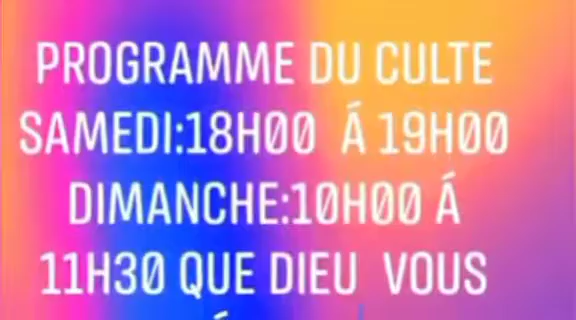 PROGRAMME DU CULTE
SAMEDI:18H00 Á 19H00
DIMANCHE:10H00 Á
11H30 QUE DIEU VOUS